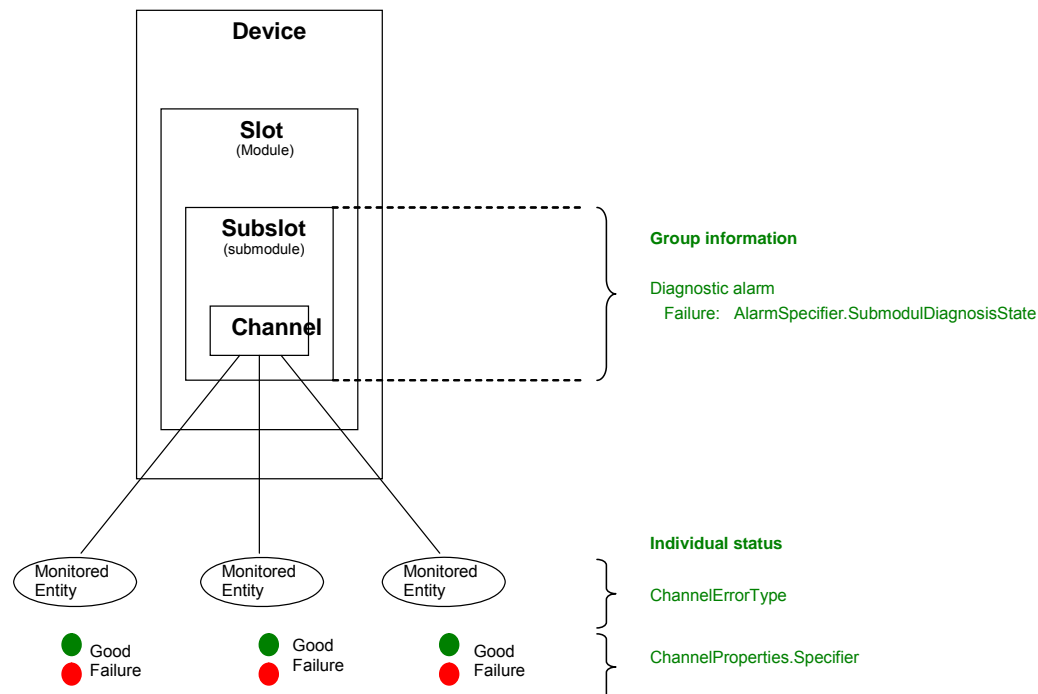 Device
Slot
(Module)
Subslot
(submodule)
Channel
Group information
Diagnostic alarm
Failure: AlarmSpecifier.SubmodulDiagnosisState
Individual status
Monitored
Entity
Monitored
Entity
Monitored
Entity
ChannelErrorType
Good
Failure
Good
Failure
Good
Failure
ChannelProperties.Specifier